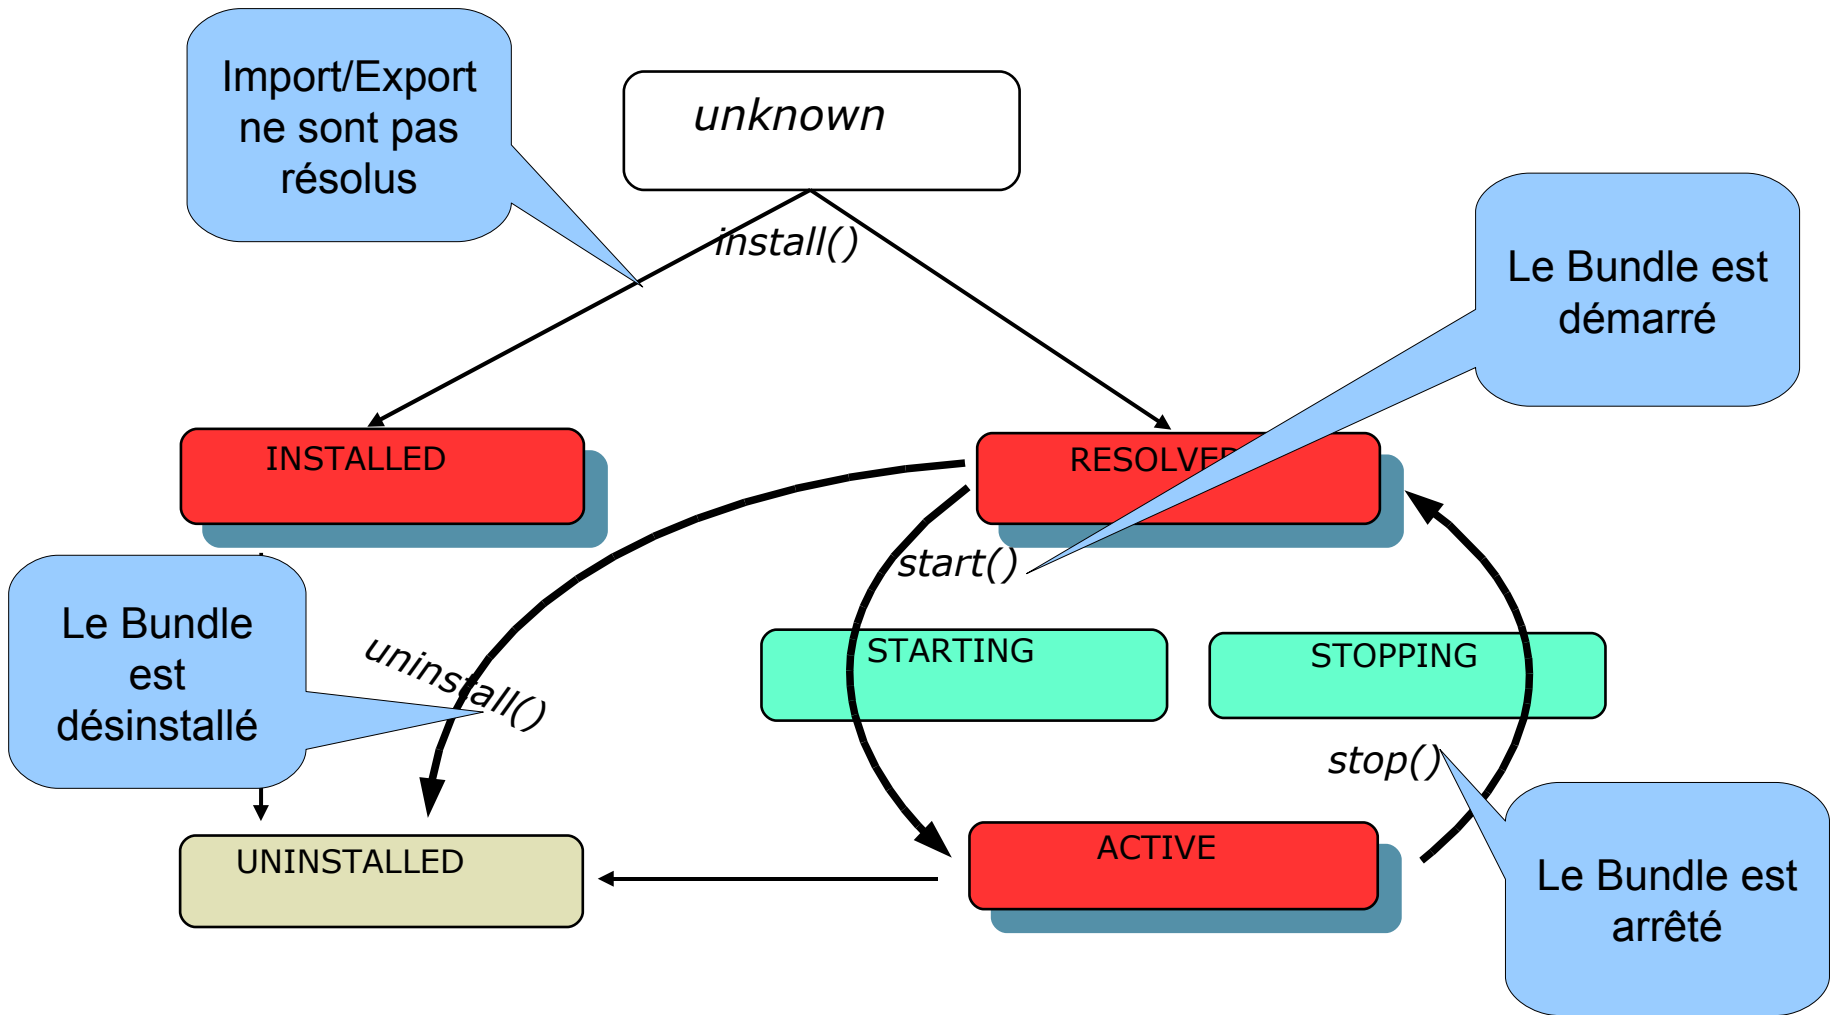 Import/Export
ne sont pas
résolus
unknown
install()
Le Bundle est
démarré
INSTALLED
RESOLVED
start()
Le Bundle
est
désinstallé
uninstall()
STARTING
STOPPING
stop()
UNINSTALLED
ACTIVE
Le Bundle est
arrêté